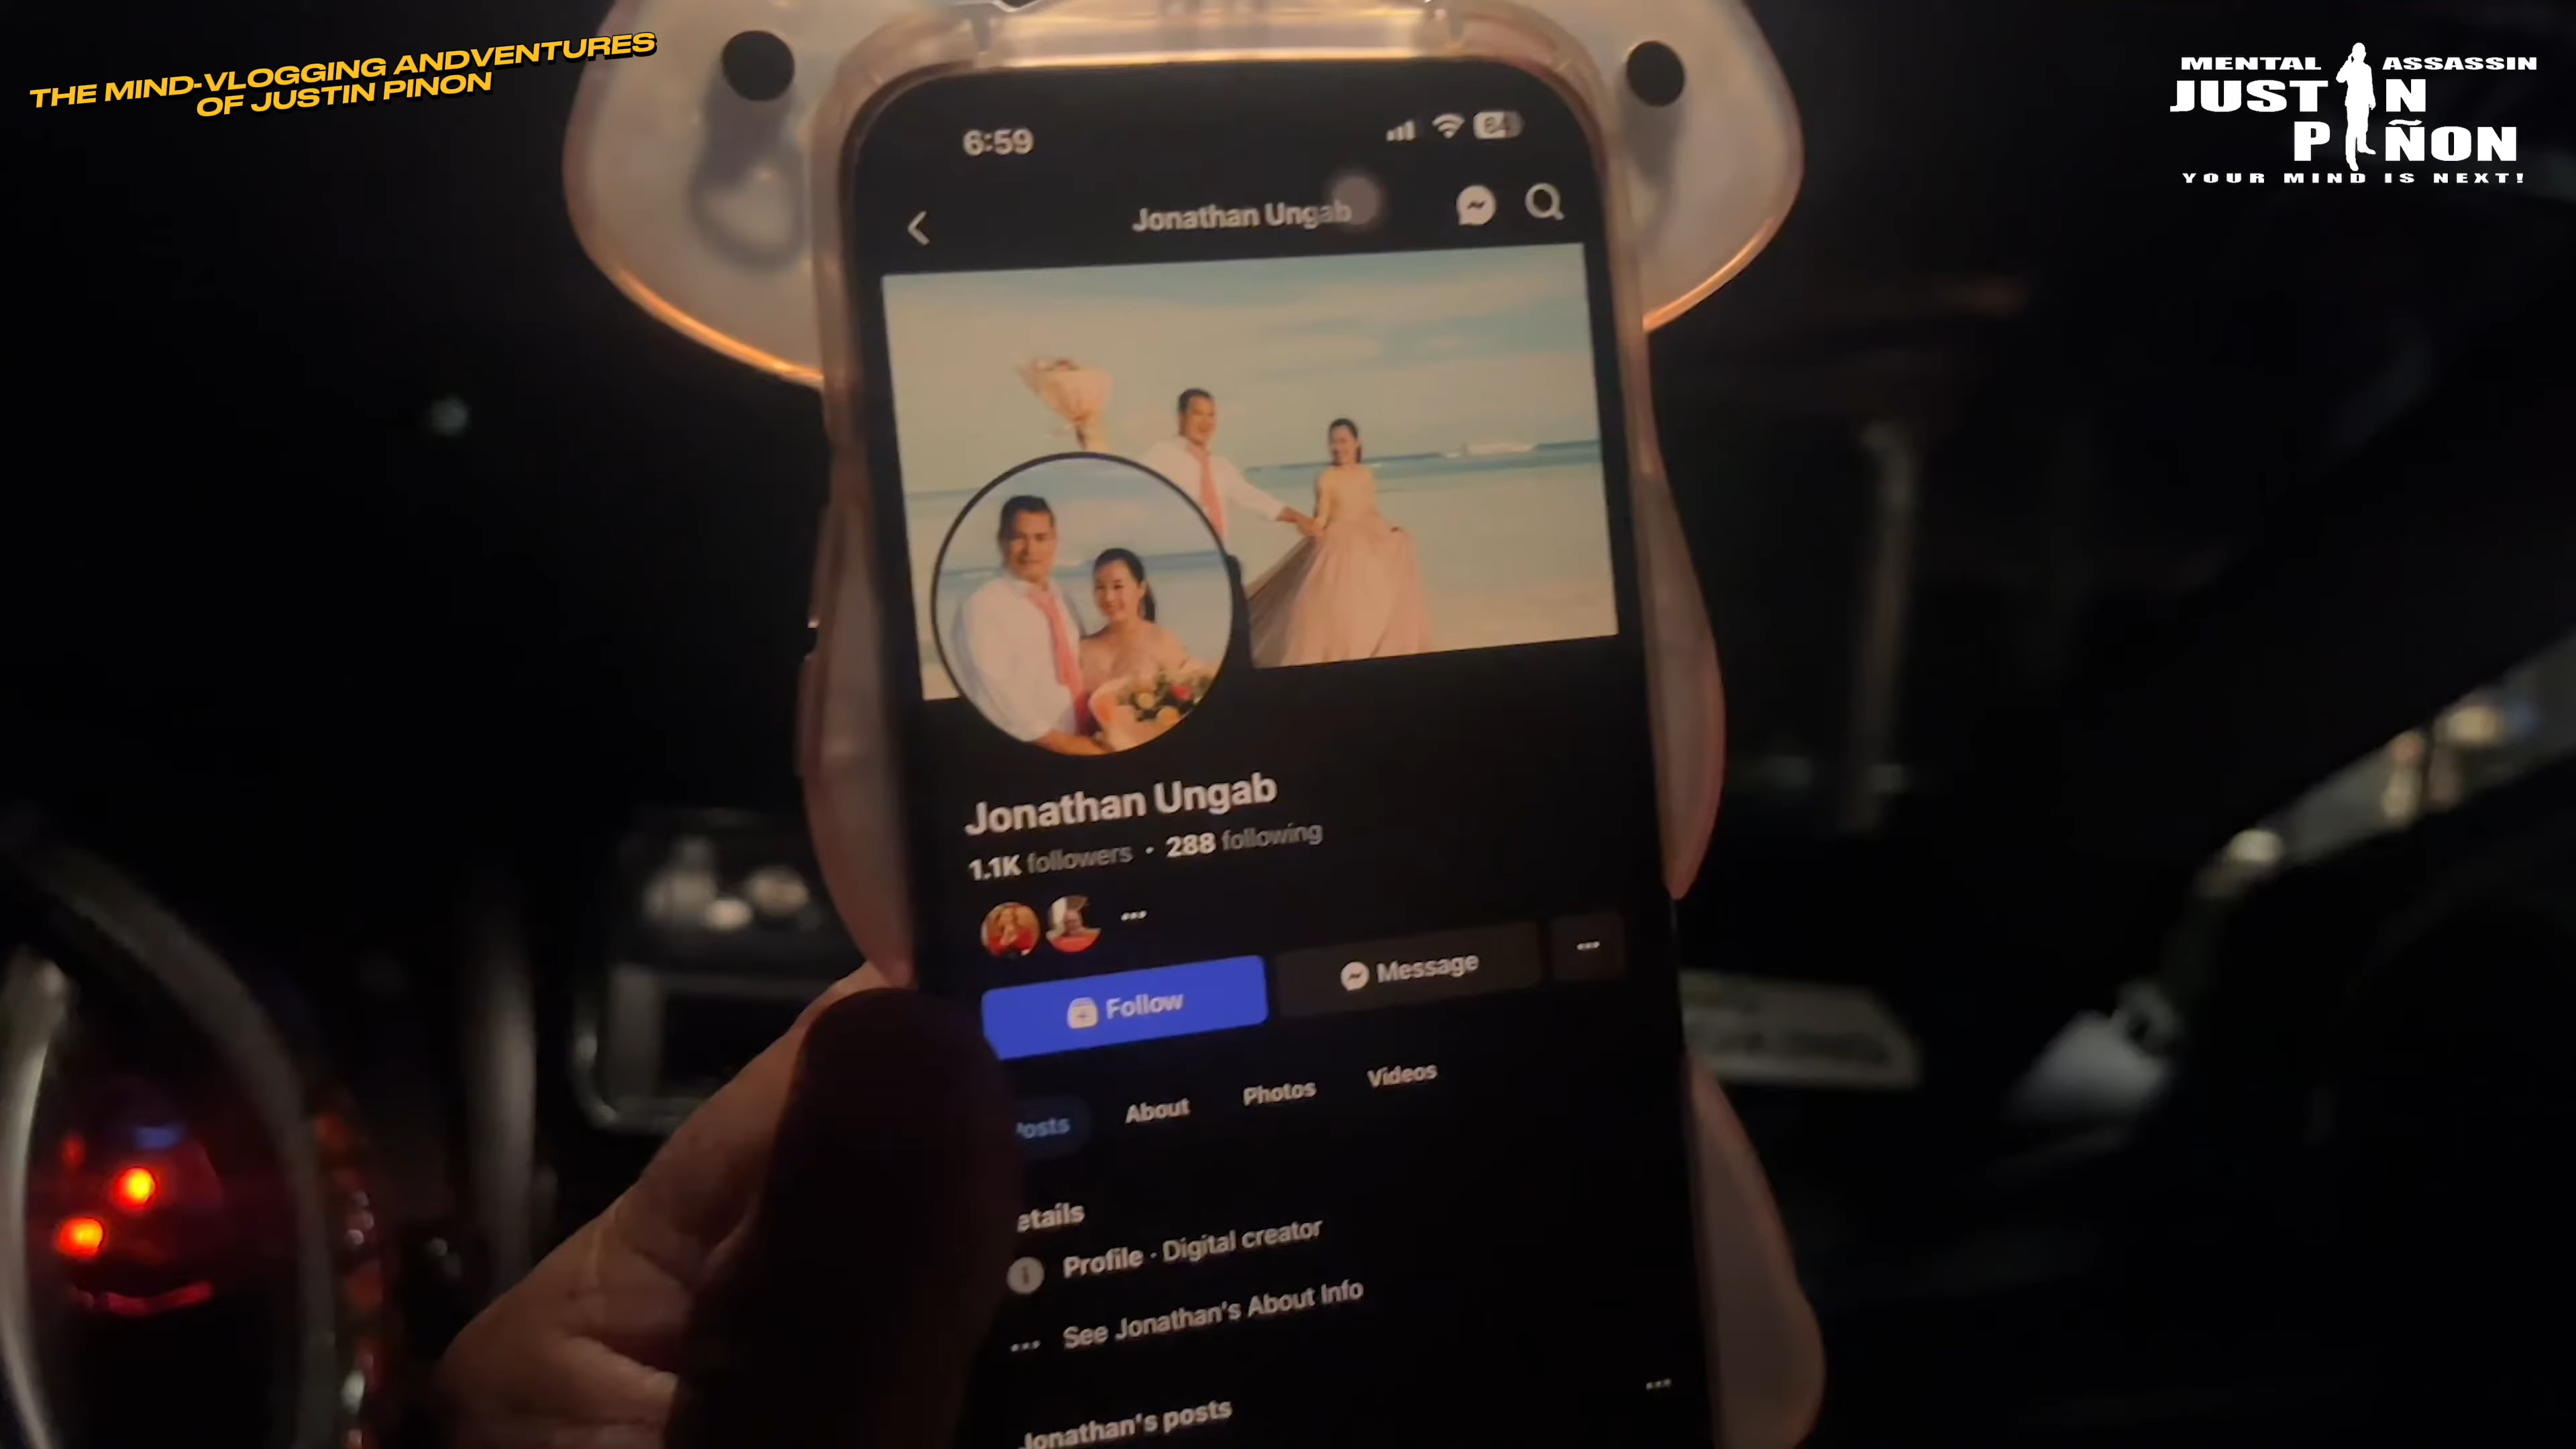 THE MIND-VLOGGING ANDVENTURES
OF JUSTIN PINON
MENTAL ASSASSIN
JUSTIN
PIÑON
YOUR MIND IS NEXT!
6:59
64
Jonathan Ungab
Jonathan Ungab
1.1K followers · 288 following
Follow
Message
Posts
About
Photos
Videos
etails
Profile · Digital creator
See Jonathan's About Info
Jonathan's posts